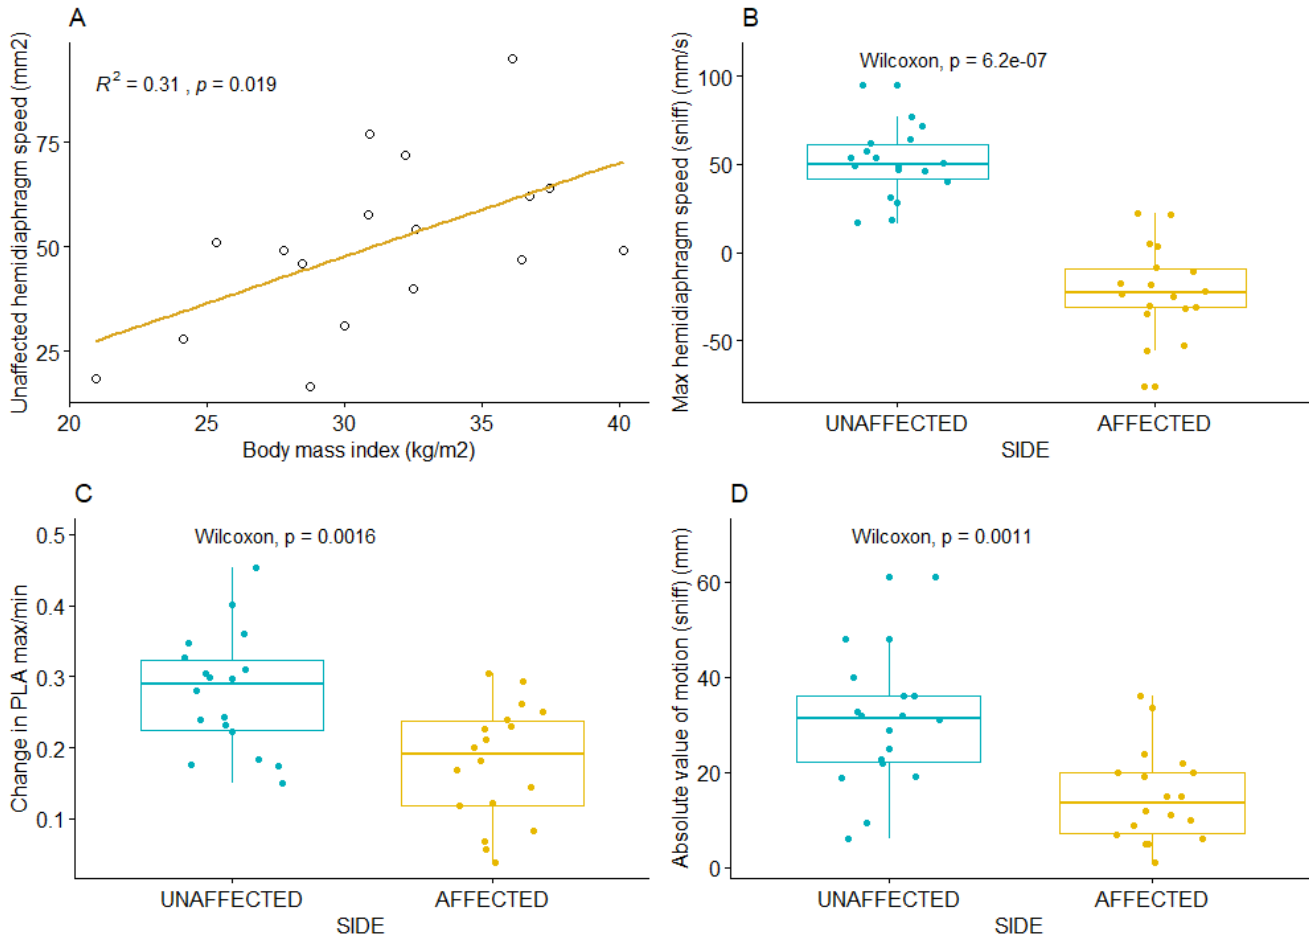 A
Unaffected hemidiaphragm speed (mm2)
R² = 0.31 , p = 0.019
75
50
25
20 25 30 35 40
Body mass index (kg/m2)
B
Max hemidiaphragm speed (sniff) (mm/s)
Wilcoxon, p = 6.2e-07
100
50
0
-50
UNAFFECTED AFFECTED
SIDE
C
Change in PLA max/min
Wilcoxon, p = 0.0016
0.5
0.4
0.3
0.2
0.1
UNAFFECTED AFFECTED
SIDE
D
Absolute value of motion (sniff) (mm)
Wilcoxon, p = 0.0011
60
40
20
0
UNAFFECTED AFFECTED
SIDE